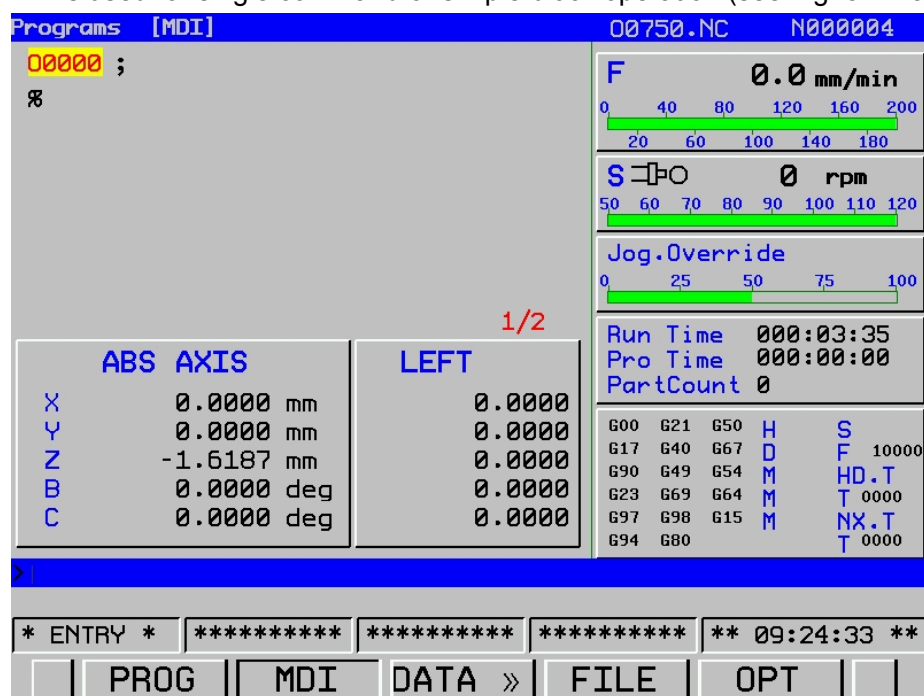 Programs [MDI] O0750.NC N000004
O0000 ;
%
F 0.0 mm/min
0 40 80 120 160 200
20 60 100 140 180
S 0 rpm
50 60 70 80 90 100 110 120
Jog.Override
0 25 50 75 100
1/2
Run Time 000:03:35
Pro Time 000:00:00
PartCount 0
ABS AXIS LEFT
X 0.0000 mm 0.0000
Y 0.0000 mm 0.0000
Z -1.6187 mm 0.0000
B 0.0000 deg 0.0000
C 0.0000 deg 0.0000
G00 G21 G50 H S
G17 G40 G67 D F 10000
G90 G49 G54 M HD.T
G23 G69 G64 M T 0000
G97 G98 G15 M NX.T
G94 G80 T 0000
>
* ENTRY * ********** ********** ********** ** 09:24:33 **
PROG MDI DATA » FILE OPT